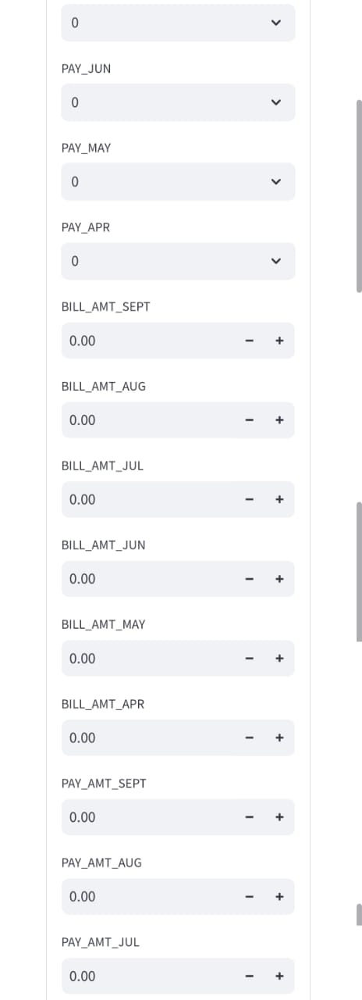 0
PAY_JUN
0
PAY_MAY
0
PAY_APR
0
BILL_AMT_SEPT
0.00
BILL_AMT_AUG
0.00
BILL_AMT_JUL
0.00
BILL_AMT_JUN
0.00
BILL_AMT_MAY
0.00
BILL_AMT_APR
0.00
PAY_AMT_SEPT
0.00
PAY_AMT_AUG
0.00
PAY_AMT_JUL
0.00